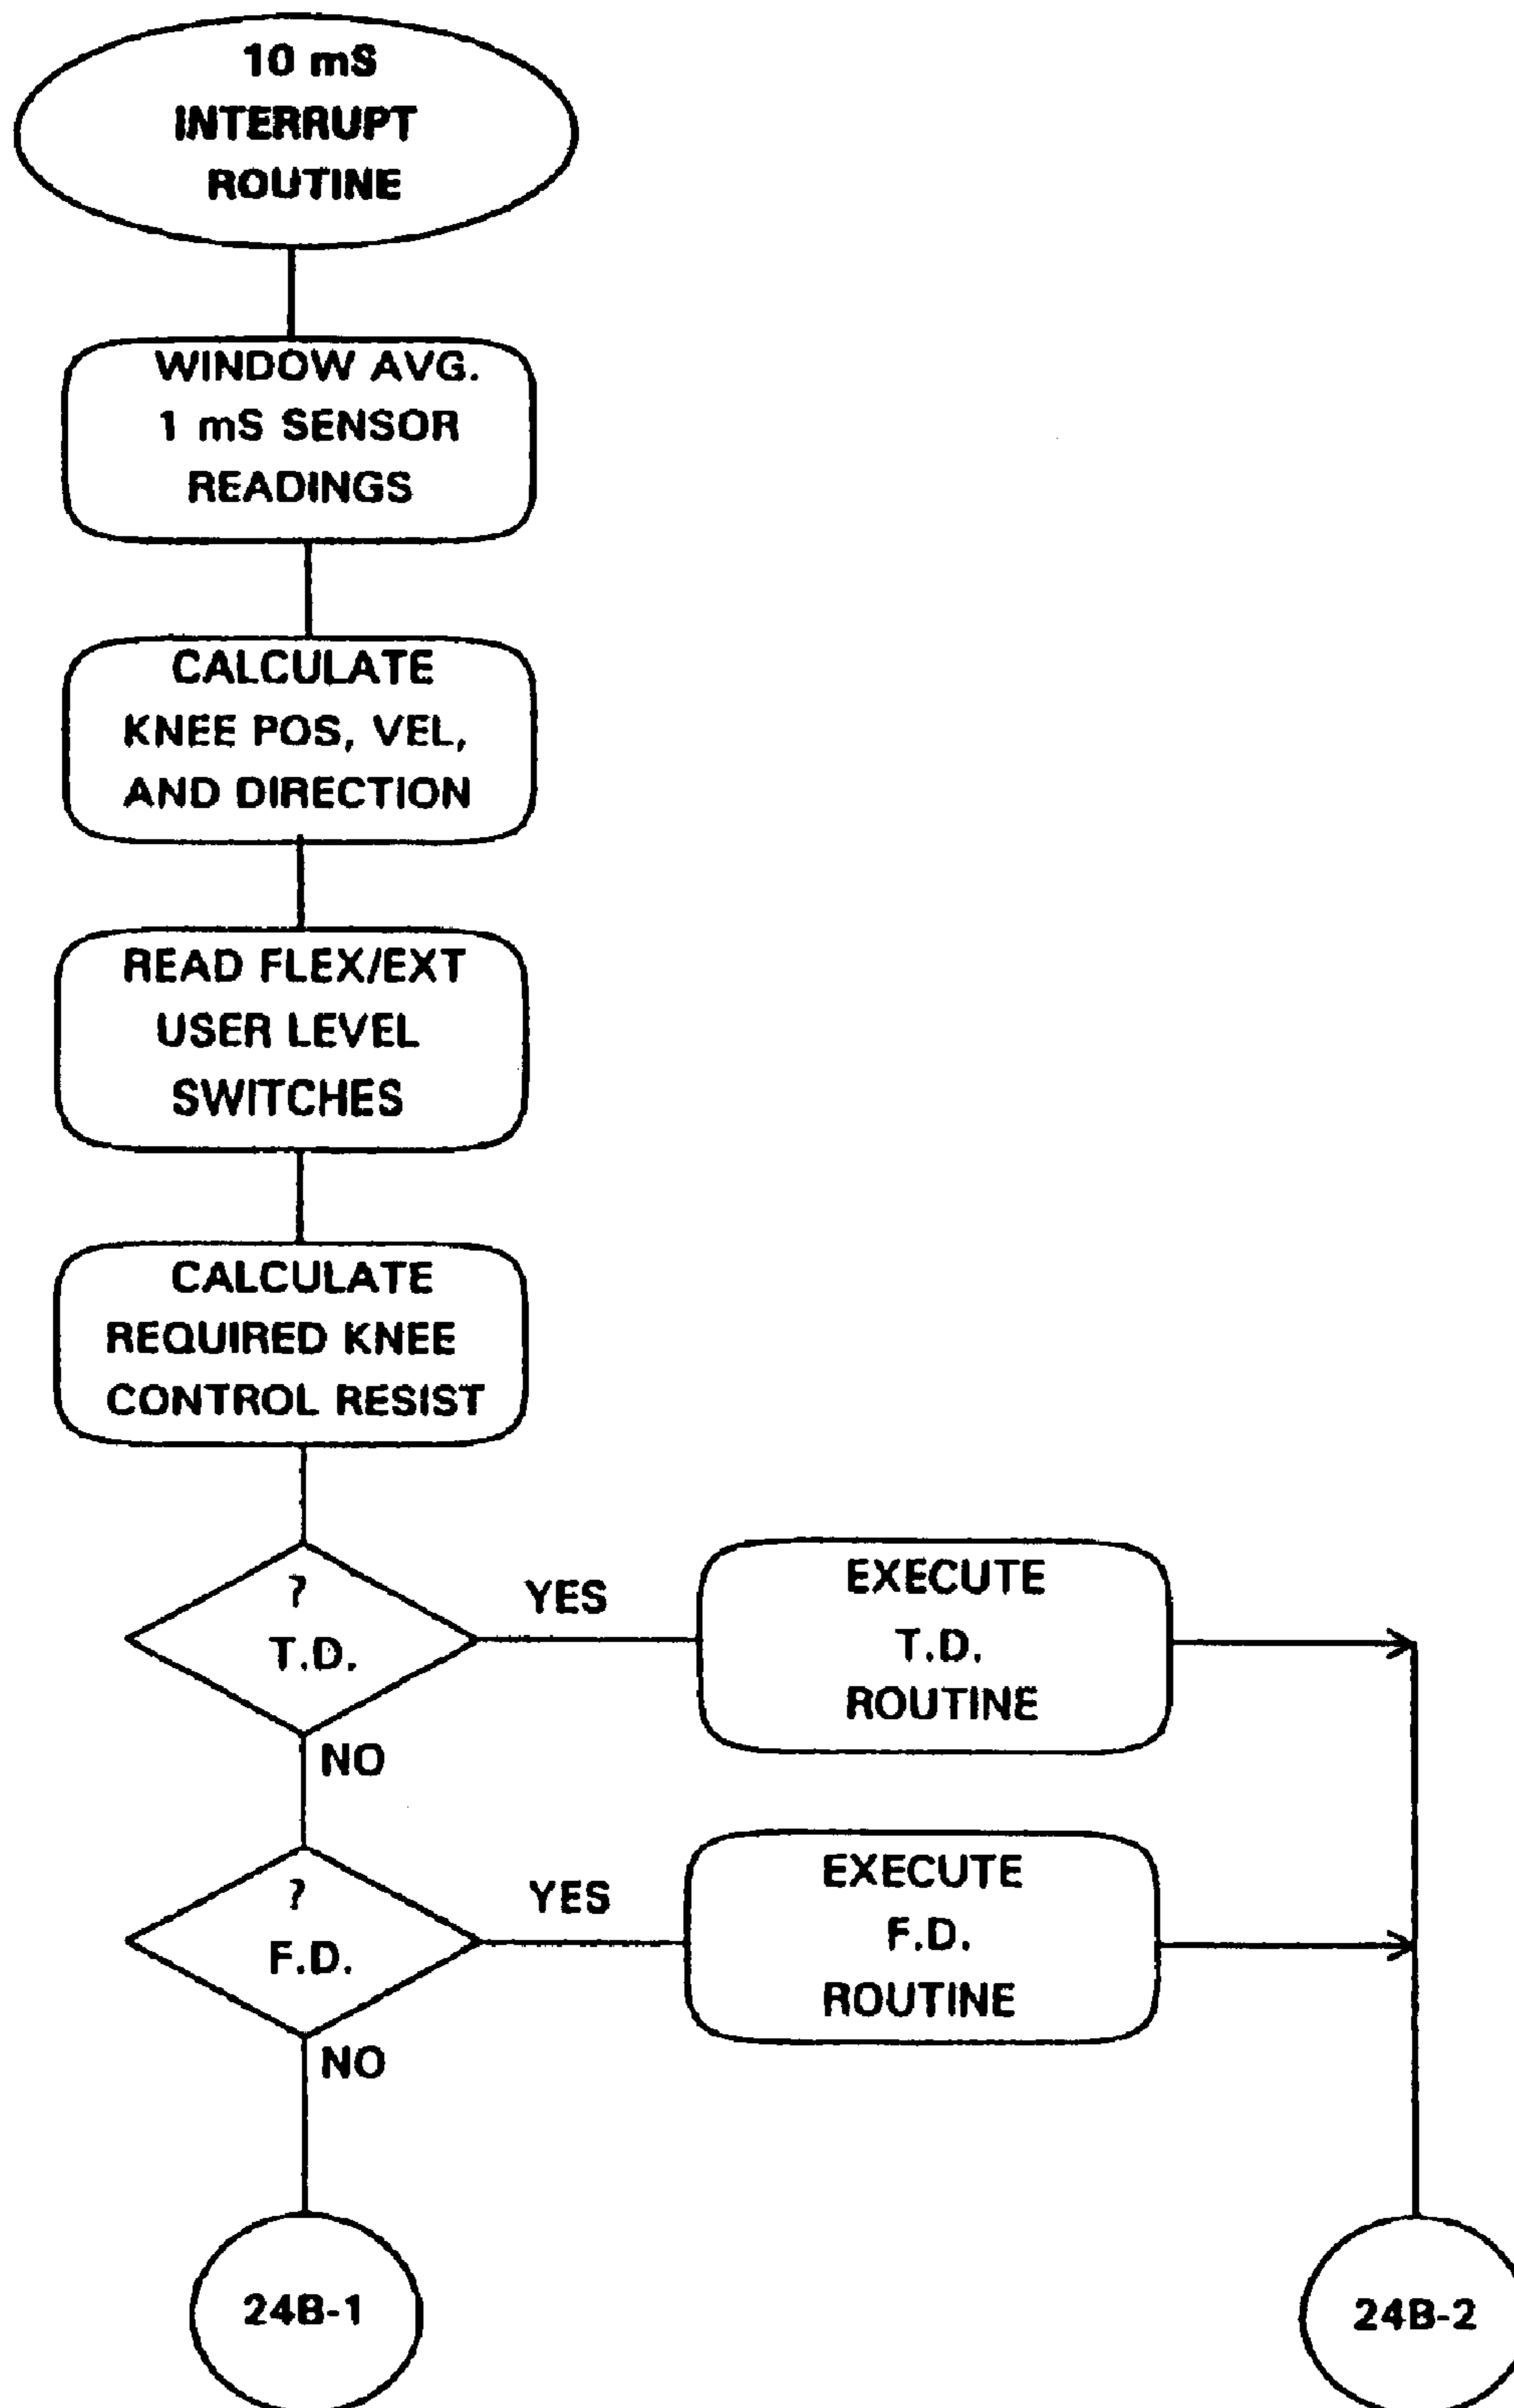 10 mS
INTERRUPT
ROUTINE
WINDOW AVG.
1 mS SENSOR
READINGS
CALCULATE
KNEE POS, VEL,
AND DIRECTION
READ FLEX/EXT
USER LEVEL
SWITCHES
CALCULATE
REQUIRED KNEE
CONTROL RESIST
?
T.D.
YES
EXECUTE
T.D.
ROUTINE
NO
?
F.D.
YES
EXECUTE
F.D.
ROUTINE
NO
24B-1
24B-2